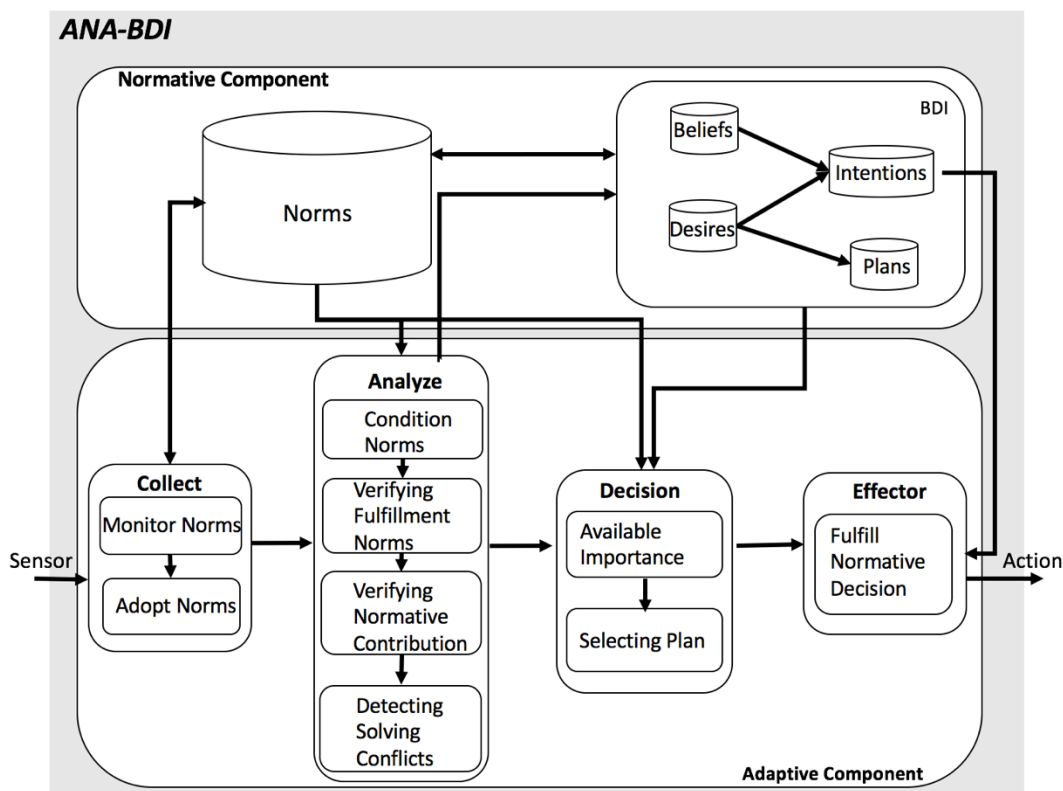 ANA-BDI
Normative Component
BDI
Beliefs
Intentions
Norms
Desires
Plans
Analyze
Condition
Norms
Collect
Verifying
Fulfillment
Norms
Decision
Effector
Monitor Norms
Available
Importance
Fulfill
Normative
Decision
Sensor
Action
Adopt Norms
Verifying
Normative
Contribution
Selecting Plan
Detecting
Solving
Conflicts
Adaptive Component